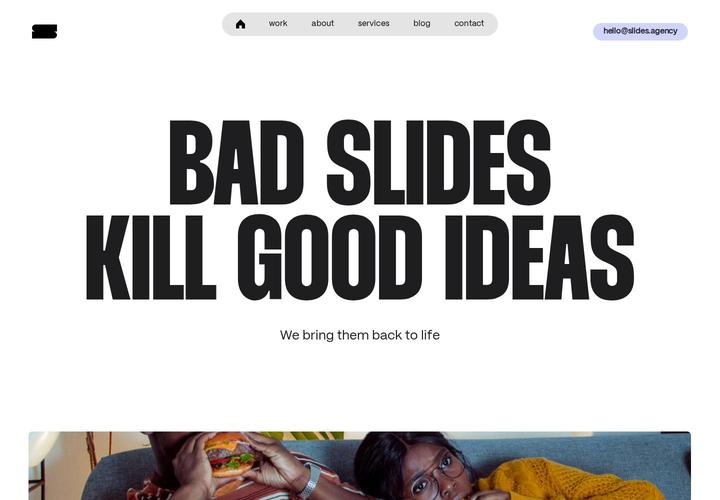 work about services blog contact
hello@slides.agency
BAD SLIDES
KILL GOOD IDEAS
We bring them back to life